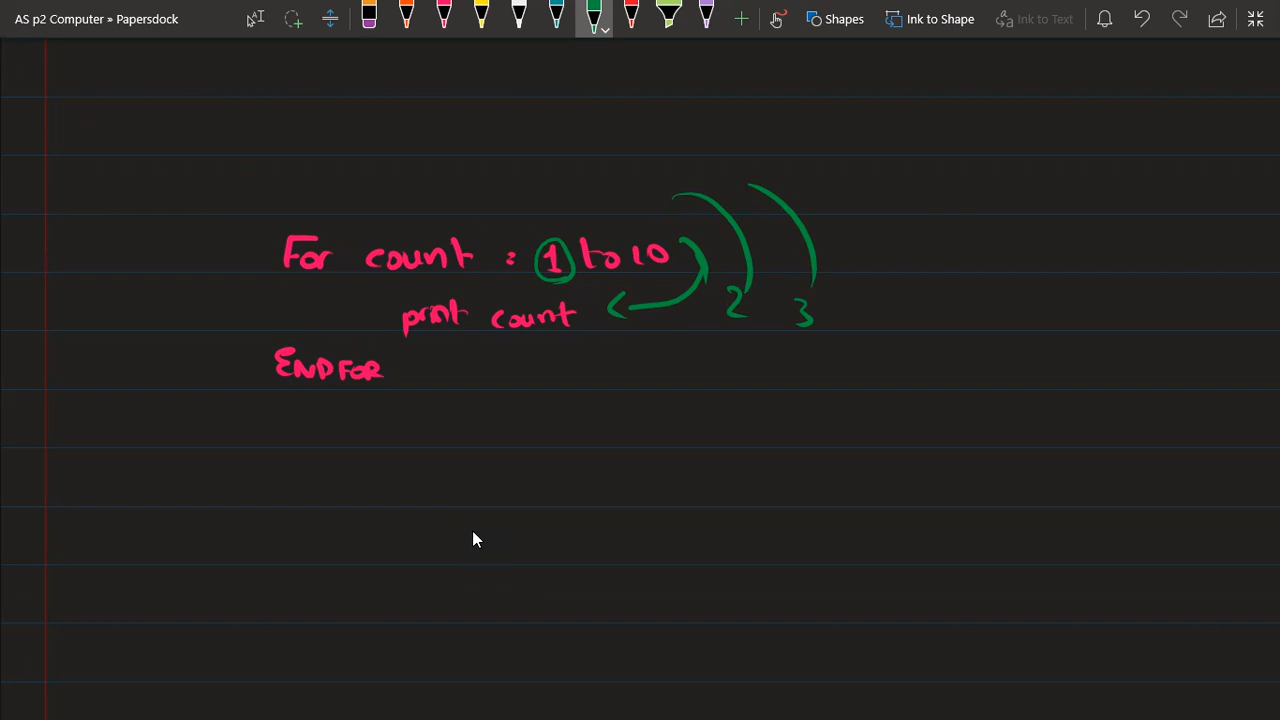 AS p2 Computer » Papersdock
Shapes
Ink to Shape
Ink to Text
For count : 1 to 10
print count
2
3
ENDFOR